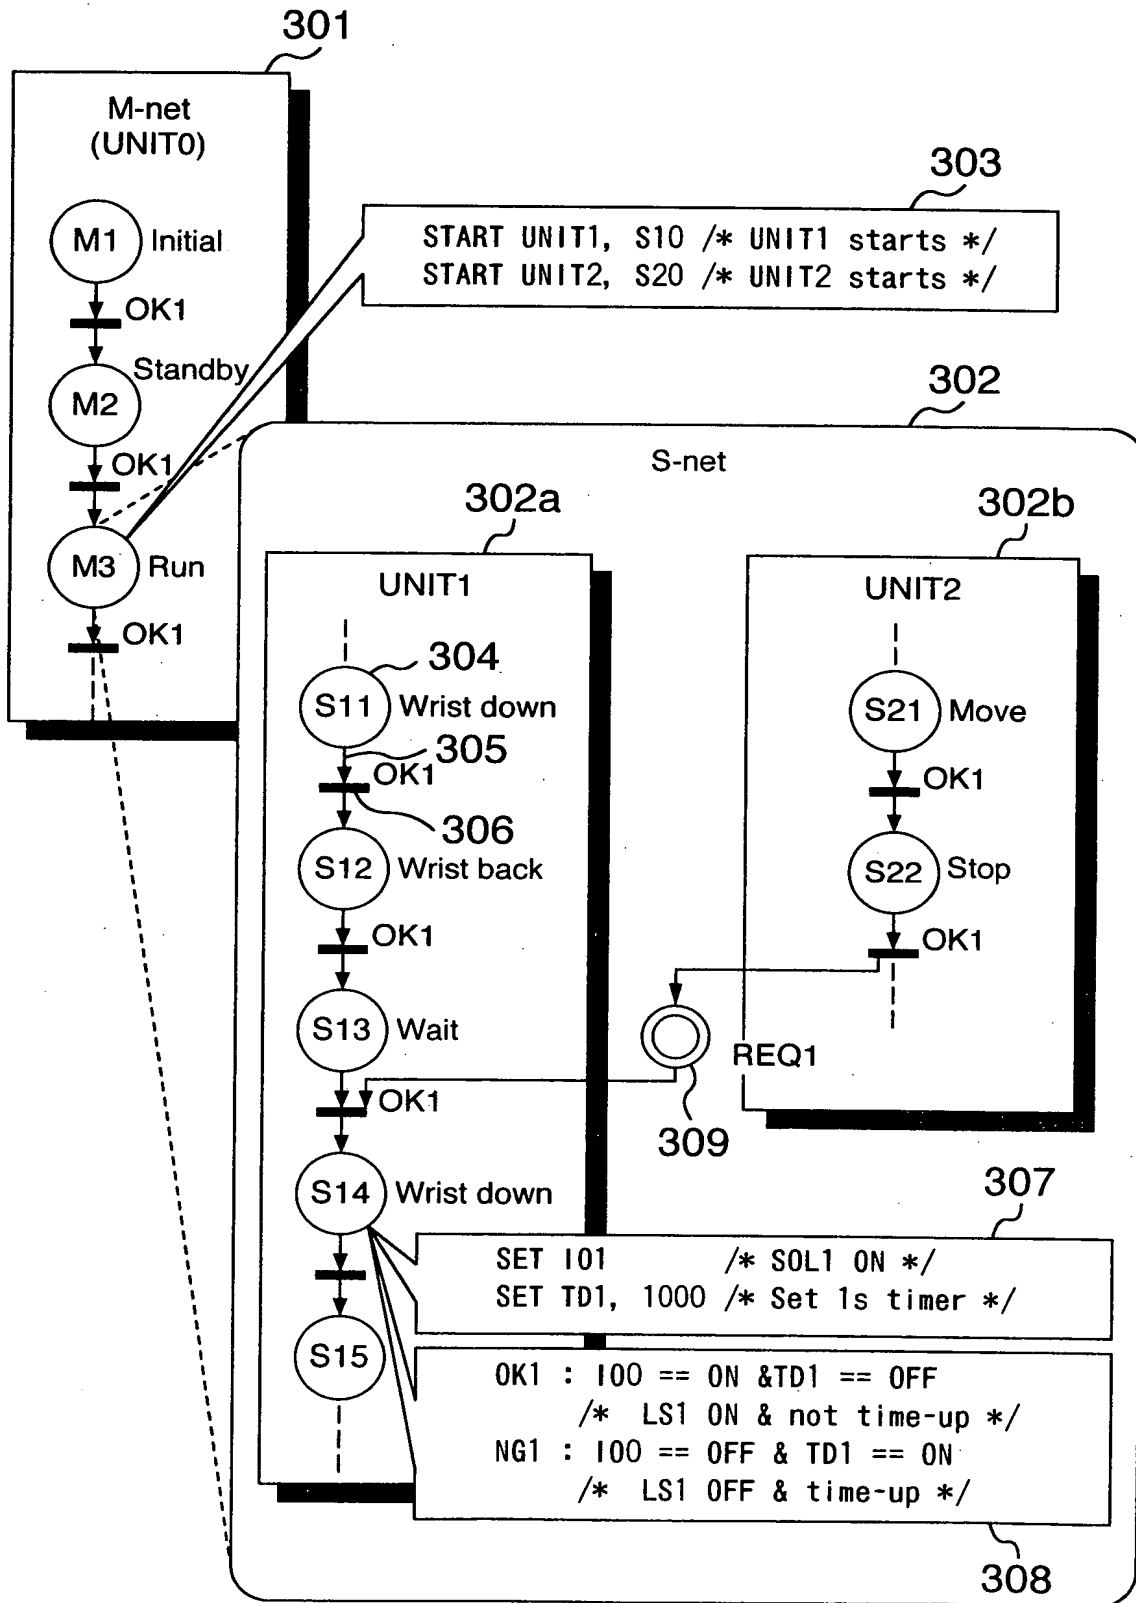 301
M-net
(UNIT0)
M1 Initial
OK1
Standby
M2
OK1
M3 Run
OK1
303
START UNIT1, S10 /* UNIT1 starts */
START UNIT2, S20 /* UNIT2 starts */
302
S-net
302a
UNIT1
304
S11 Wrist down
305
OK1
306
S12 Wrist back
OK1
S13 Wait
OK1
S14 Wrist down
S15
302b
UNIT2
S21 Move
OK1
S22 Stop
OK1
REQ1
309
307
SET I01 /* SOL1 ON */
SET TD1, 1000 /* Set 1s timer */
OK1 : I00 == ON &TD1 == OFF
/* LS1 ON & not time-up */
NG1 : I00 == OFF & TD1 == ON
/* LS1 OFF & time-up */
308